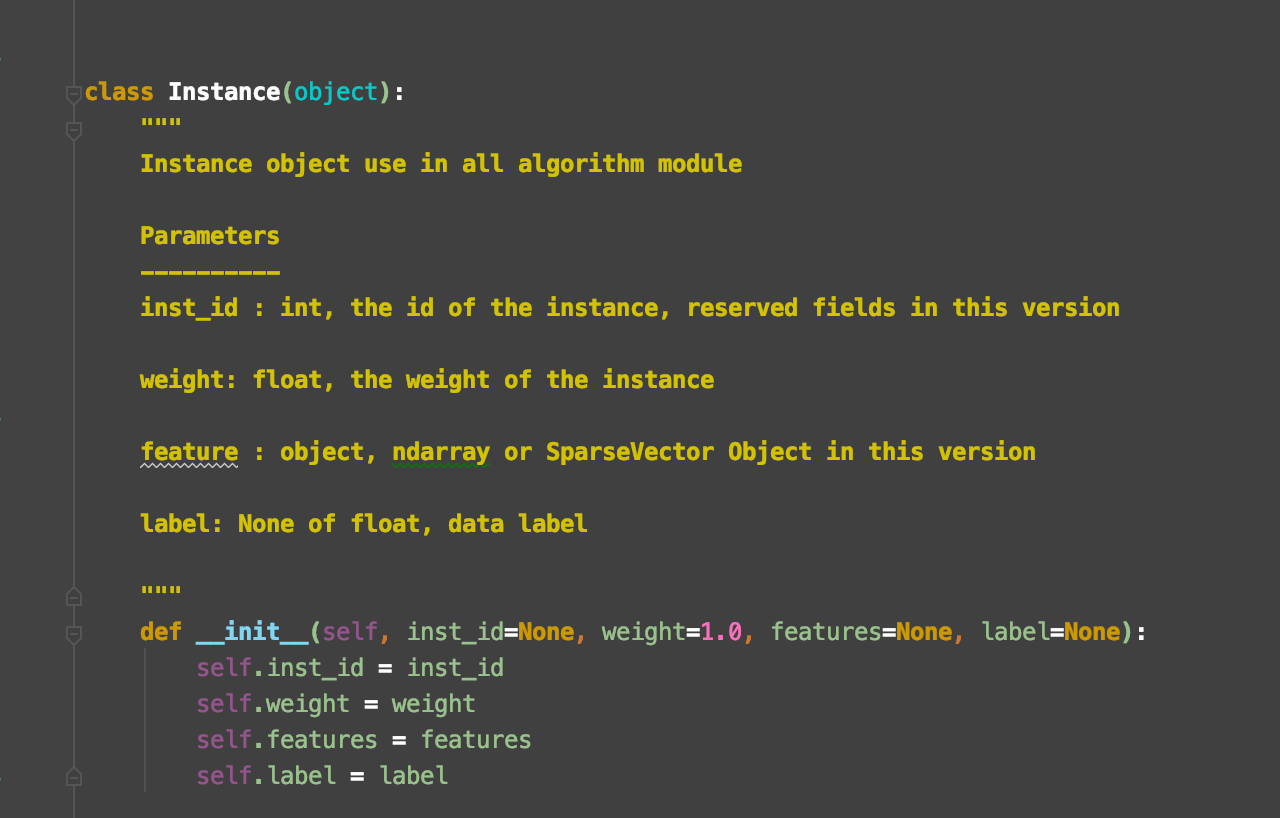 class Instance(object):
    """
    Instance object use in all algorithm module

    Parameters
    ----------
    inst_id : int, the id of the instance, reserved fields in this version

    weight: float, the weight of the instance

    feature : object, ndarray or SparseVector Object in this version

    label: None of float, data label

    """
    def __init__(self, inst_id=None, weight=1.0, features=None, label=None):
        self.inst_id = inst_id
        self.weight = weight
        self.features = features
        self.label = label